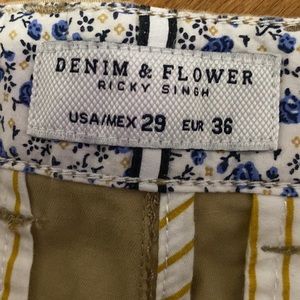 DENIM & FLOWER
RICKY SINGH
USA/MEX 29 EUR 36